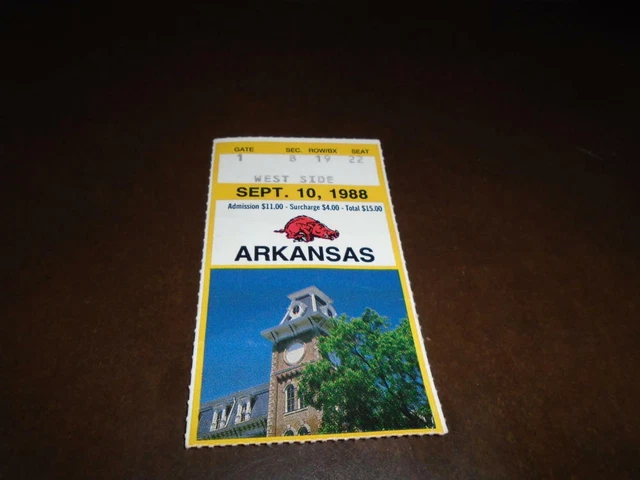 GATE SEC. ROW/BX SEAT
1 8 19 22
WEST SIDE
SEPT. 10, 1988
Admission $11.00 - Surcharge $4.00 - Total $15.00
ARKANSAS